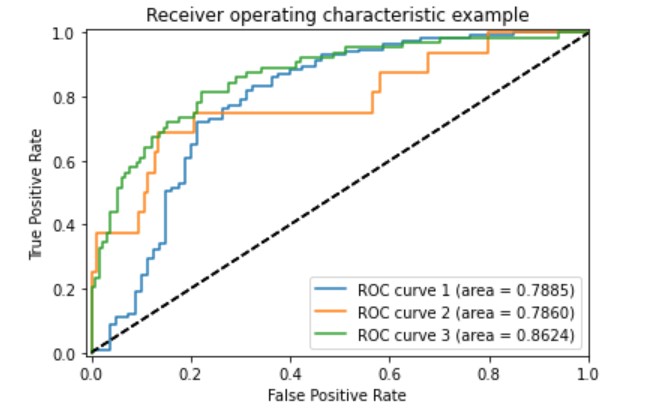 Receiver operating characteristic example
1.0
0.8
0.6
0.4
0.2
0.0
True Positive Rate
ROC curve 1 (area = 0.7885)
ROC curve 2 (area = 0.7860)
ROC curve 3 (area = 0.8624)
0.0 0.2 0.4 0.6 0.8 1.0
False Positive Rate